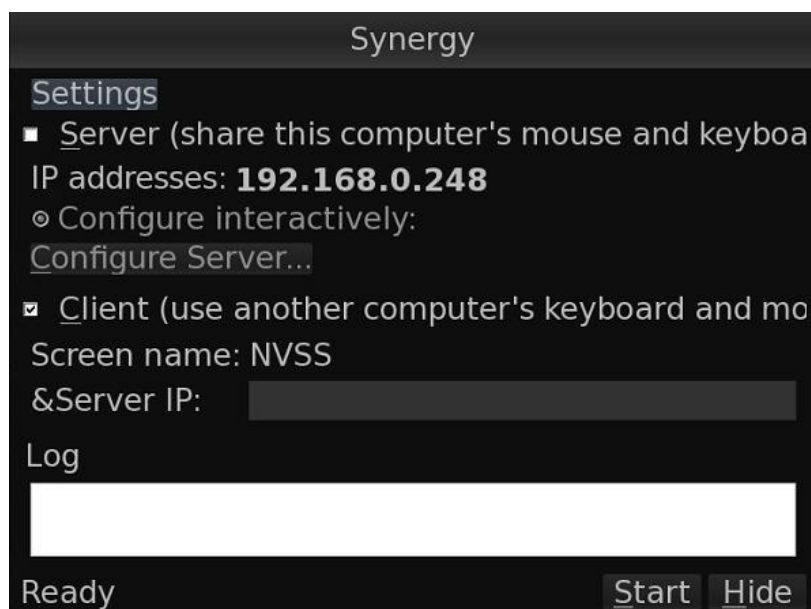 Synergy
Settings
Server (share this computer's mouse and keyboa
IP addresses: 192.168.0.248
Configure interactively:
Configure Server...
Client (use another computer's keyboard and mo
Screen name: NVSS
&Server IP:
Log
Ready Start Hide